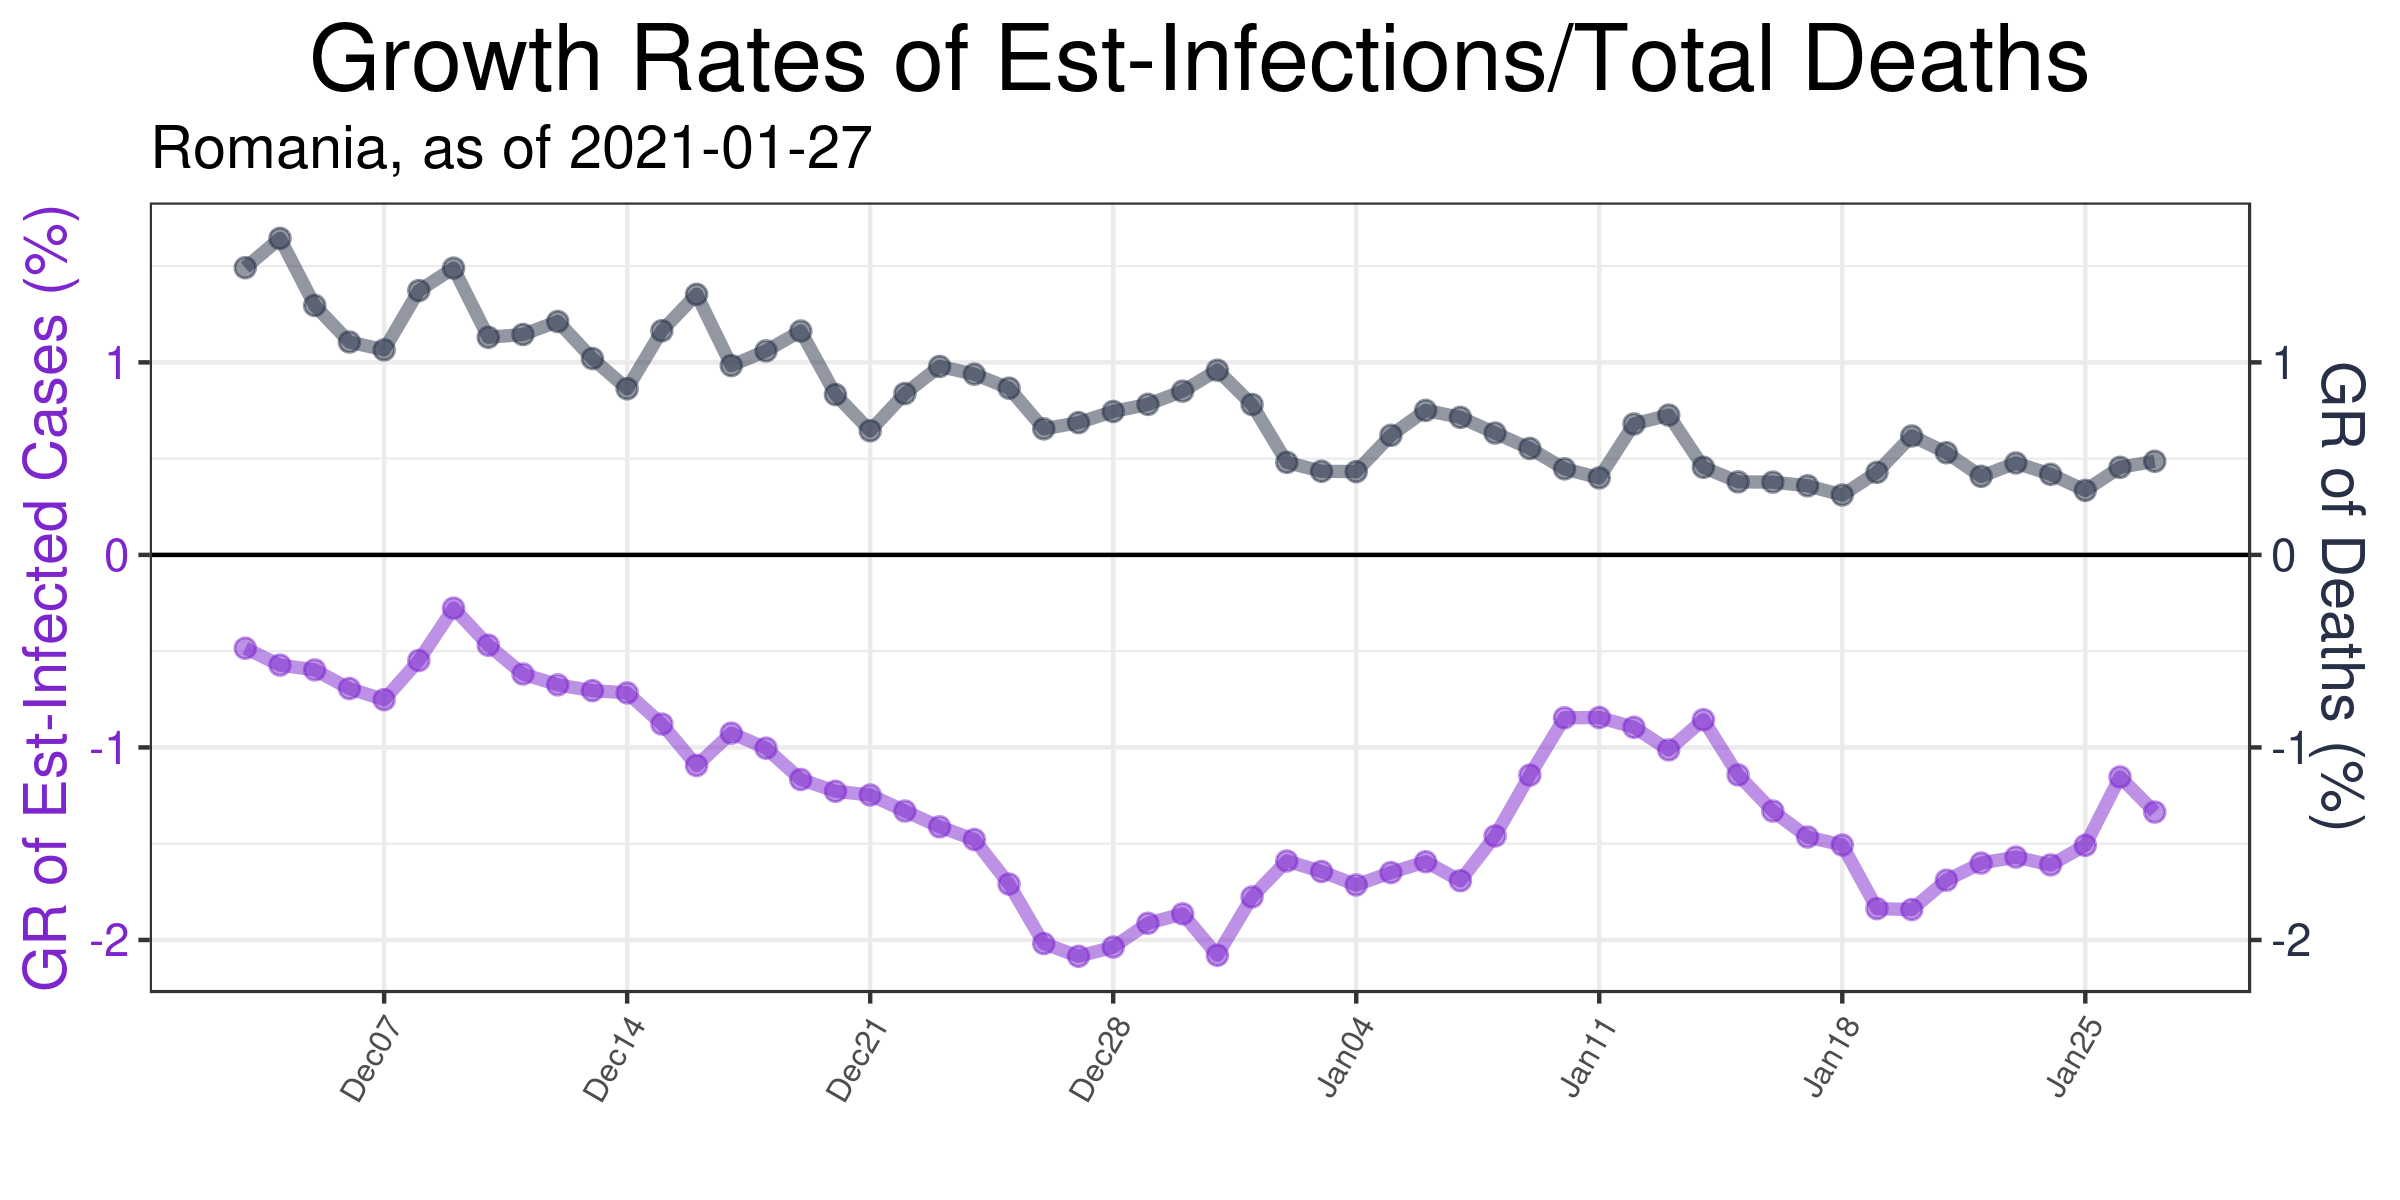 Growth Rates of Est-Infections/Total Deaths
Romania, as of 2021-01-27
GR of Est-Infected Cases (%)
1
0
-1
-2
1
0
-1
-2
GR of Deaths (%)
Dec07
Dec14
Dec21
Dec28
Jan04
Jan11
Jan18
Jan25